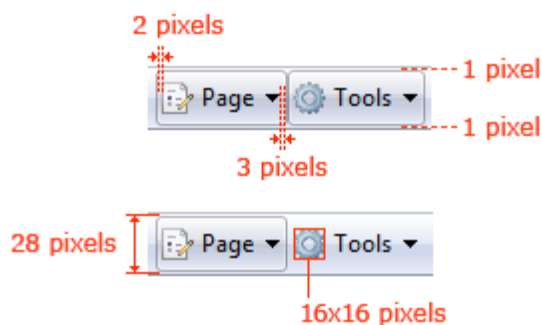 2 pixels
1 pixel
Page Tools
1 pixel
3 pixels
28 pixels
Page Tools
16x16 pixels